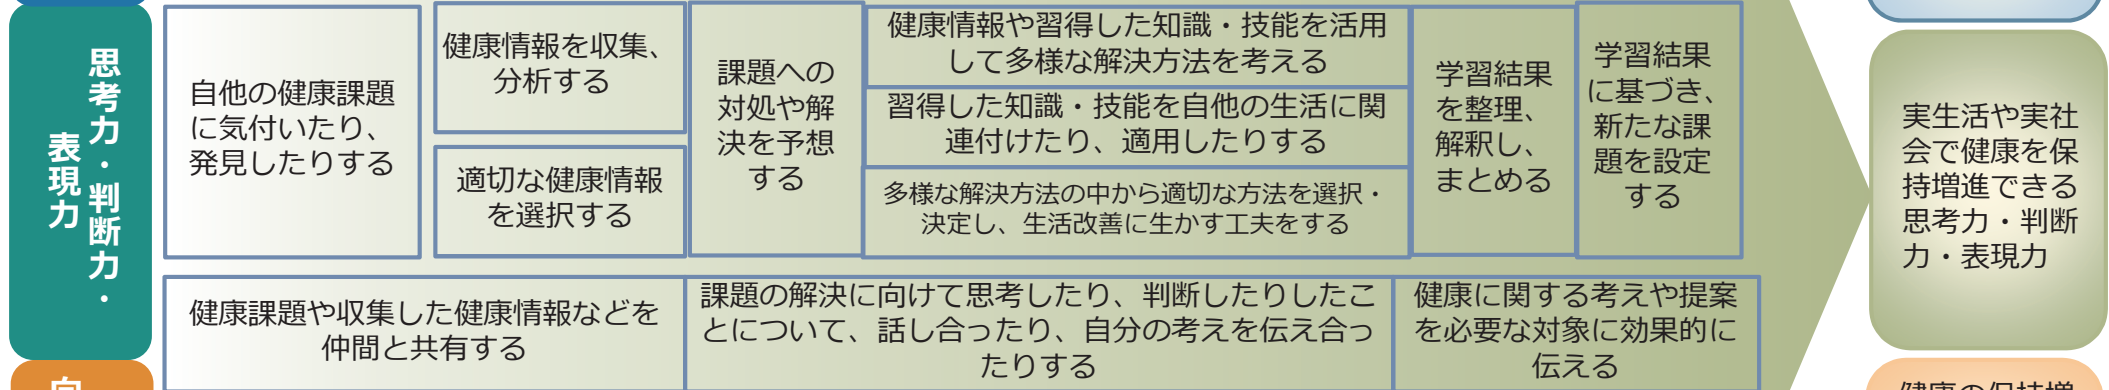 思考力・判断力・
表現力
自他の健康課題
に気付いたり、
発見したりする
健康情報を収集、
分析する
適切な健康情報
を選択する
課題への
対処や解
決を予想
する
健康情報や習得した知識・技能を活用
して多様な解決方法を考える
習得した知識・技能を自他の生活に関
連付けたり、適用したりする
多様な解決方法の中から適切な方法を選択・
決定し、生活改善に生かす工夫をする
学習結果
を整理、
解釈し、
まとめる
学習結果
に基づき、
新たな課
題を設定
する
健康課題や収集した健康情報などを
仲間と共有する
課題の解決に向けて思考したり、判断したりしたこ
とについて、話し合ったり、自分の考えを伝え合っ
たりする
健康に関する考えや提案
を必要な対象に効果的に
伝える
実生活や実社
会で健康を保
持増進できる
思考力・判断
力・表現力
健康の保持増